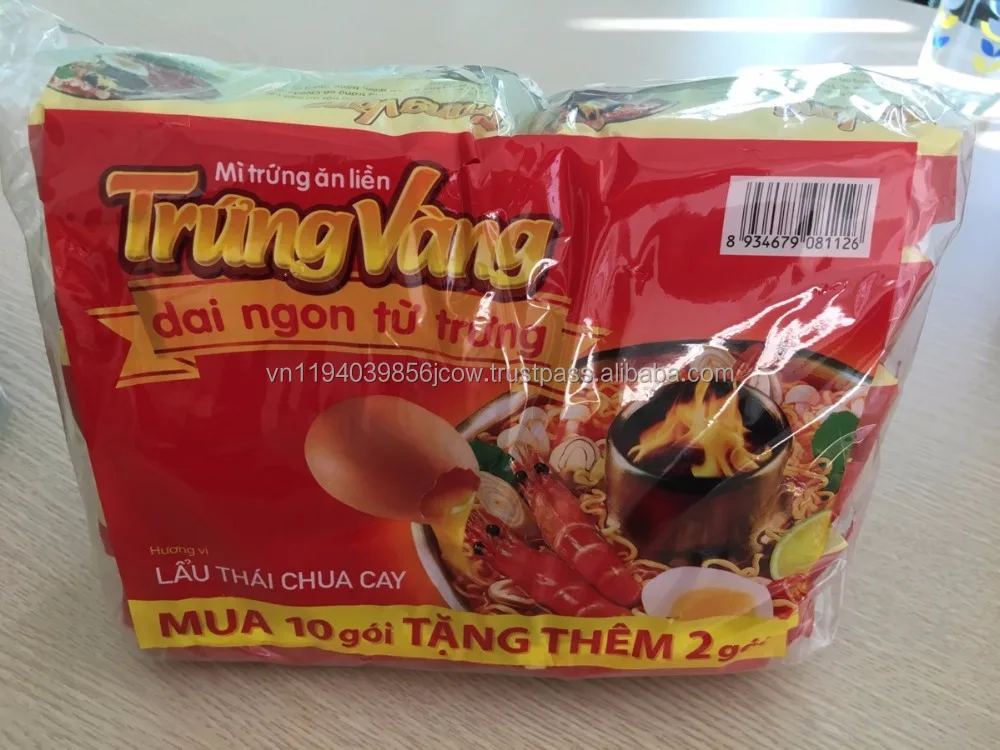 Mì trứng ăn liền
Trứng Vàng
dai ngon từ trứng
8 934679 081126
vn1194039856jcow.trustpass.alibaba.com
Hương vị
LẨU THÁI CHUA CAY
MUA 10 gói TẶNG THÊM 2 gói